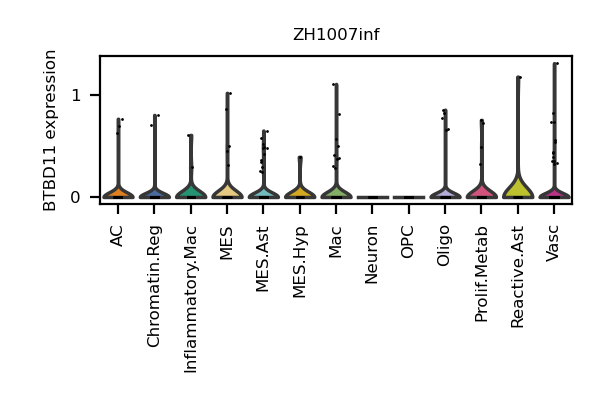 ZH1007inf
BTBD11 expression
1
0
AC
Chromatin.Reg
Inflammatory.Mac
MES
MES.Ast
MES.Hyp
Mac
Neuron
OPC
Oligo
Prolif.Metab
Reactive.Ast
Vasc